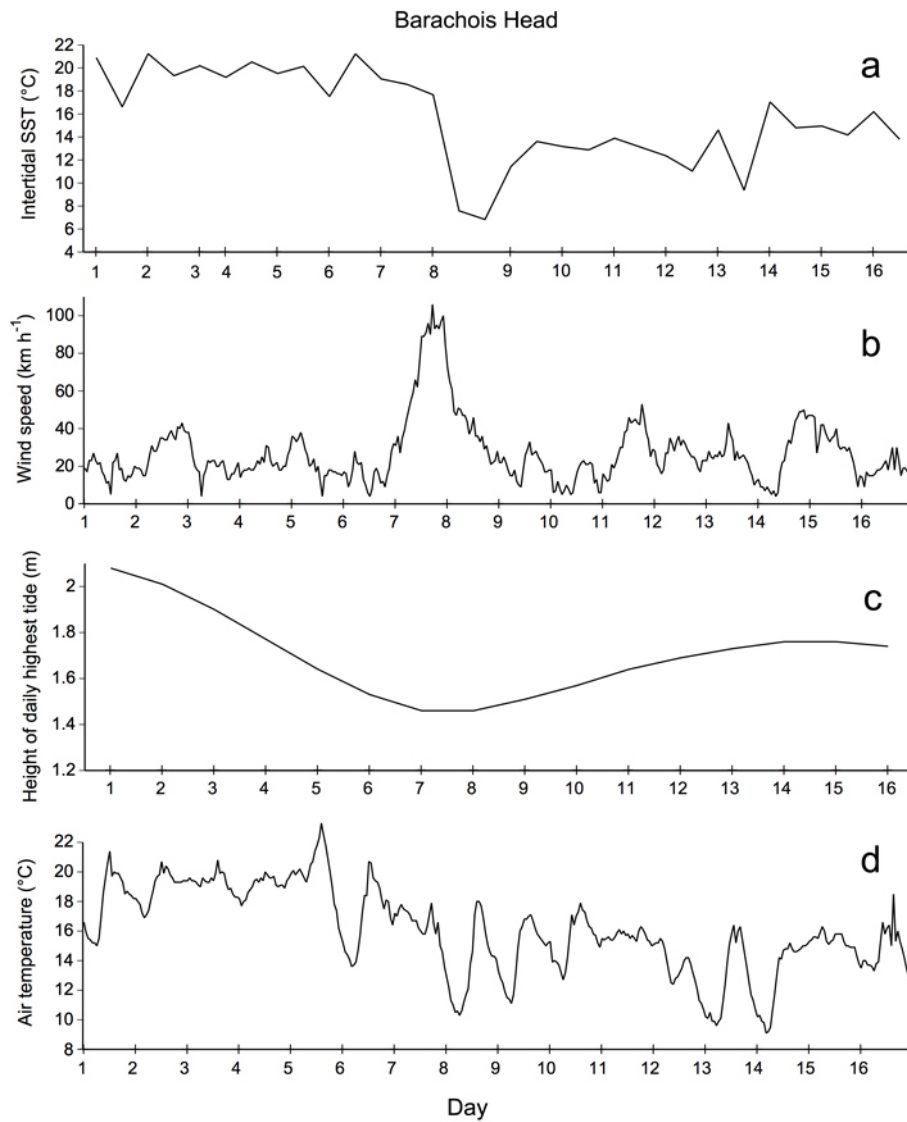 Barachois Head
a
Intertidal SST (°C)
22
20
18
16
14
12
10
8
6
4
1 2 3 4 5 6 7 8 9 10 11 12 13 14 15 16
b
Wind speed (km h⁻¹)
100
80
60
40
20
0
1 2 3 4 5 6 7 8 9 10 11 12 13 14 15 16
c
Height of daily highest tide (m)
2
1.8
1.6
1.4
1.2
1 2 3 4 5 6 7 8 9 10 11 12 13 14 15 16
d
Air temperature (°C)
22
20
18
16
14
12
10
8
1 2 3 4 5 6 7 8 9 10 11 12 13 14 15 16
Day